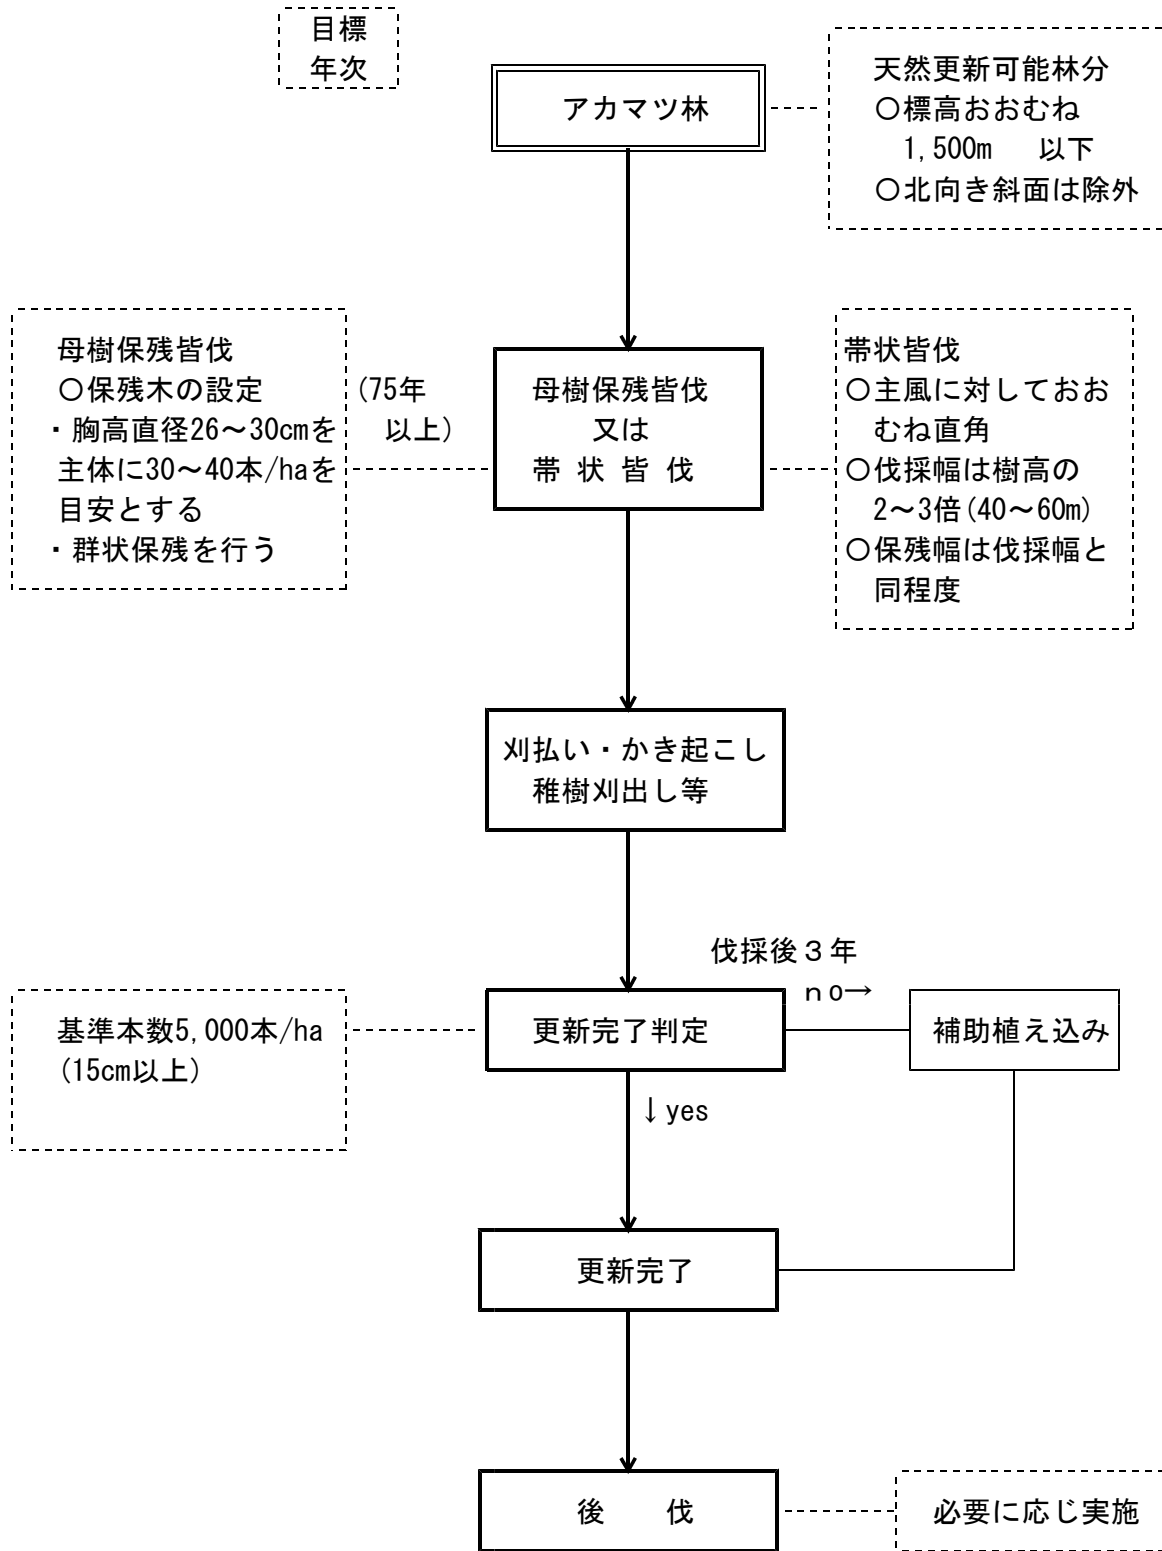 目標
年次
アカマツ林
天然更新可能林分
○標高おおむね
1,500m 以下
○北向き斜面は除外
母樹保残皆伐
○保残木の設定
・胸高直径26～30cmを
主体に30～40本/haを
目安とする
・群状保残を行う
(75年
以上)
母樹保残皆伐
又は
帯 状 皆 伐
帯状皆伐
○主風に対しておお
むね直角
○伐採幅は樹高の
2～3倍(40～60m)
○保残幅は伐採幅と
同程度
刈払い・かき起こし
稚樹刈出し等
伐採後３年
ｎｏ→
基準本数5,000本/ha
(15cm以上)
更新完了判定
補助植え込み
↓yes
更新完了
後 伐
必要に応じ実施